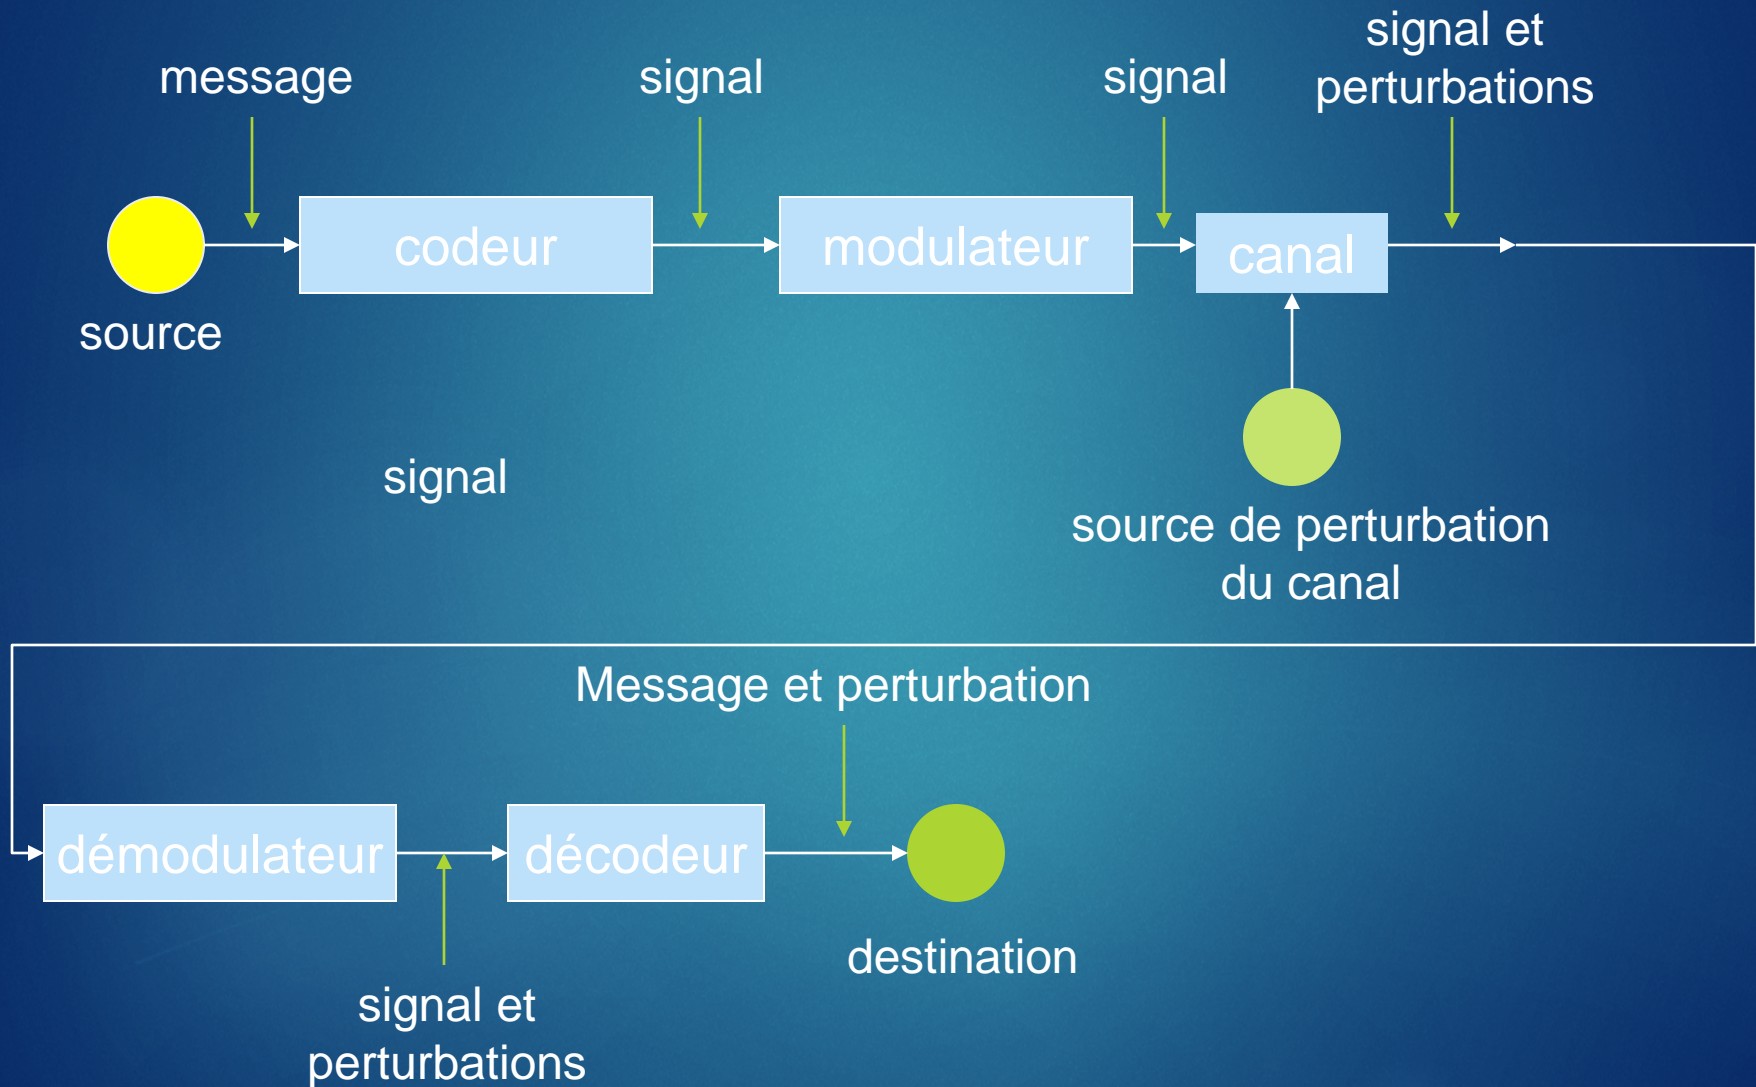 message
signal
signal
signal et
perturbations
codeur
modulateur
canal
source
signal
source de perturbation
du canal
Message et perturbation
démodulateur
décodeur
destination
signal et
perturbations